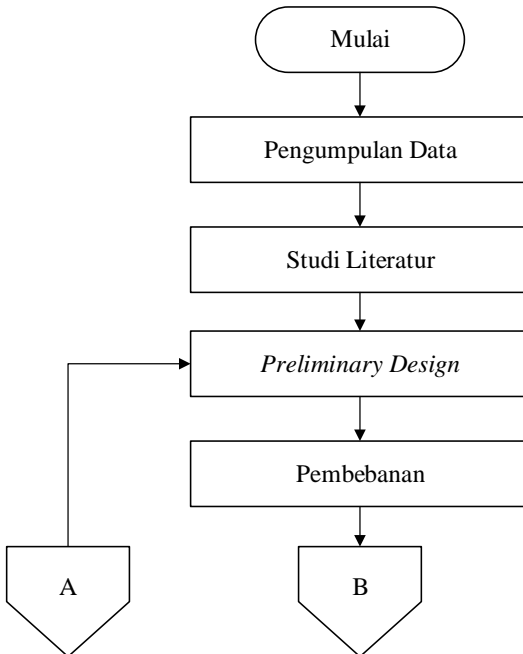 Mulai
Pengumpulan Data
Studi Literatur
Preliminary Design
Pembebanan
A
B